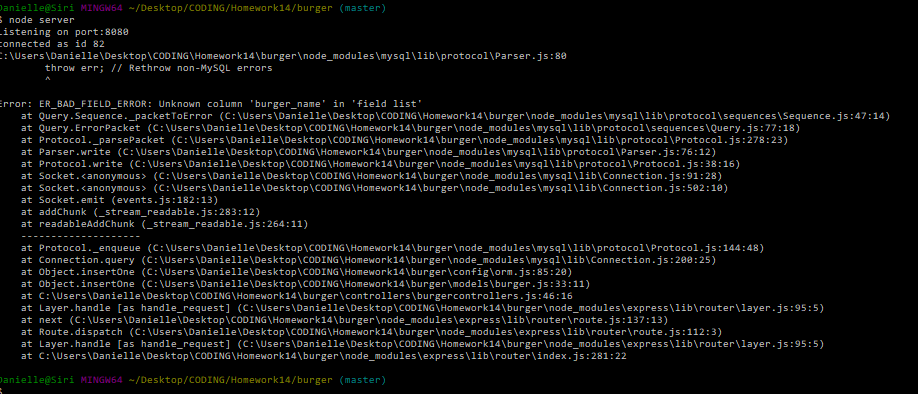 Danielle@Siri MINGW64 ~/Desktop/CODING/Homework14/burger (master)
$ node server
Listening on port:8080
connected as id 82
C:\Users\Danielle\Desktop\CODING\Homework14\burger\node_modules\mysql\lib\protocol\Parser.js:80
throw err; // Rethrow non-MySQL errors
^
Error: ER_BAD_FIELD_ERROR: Unknown column 'burger_name' in 'field list'
at Query.Sequence._packetToError (C:\Users\Danielle\Desktop\CODING\Homework14\burger\node_modules\mysql\lib\protocol\sequences\Sequence.js:47:14)
at Query.ErrorPacket (C:\Users\Danielle\Desktop\CODING\Homework14\burger\node_modules\mysql\lib\protocol\sequences\Query.js:77:18)
at Protocol._parsePacket (C:\Users\Danielle\Desktop\CODING\Homework14\burger\node_modules\mysql\lib\protocol\Protocol.js:278:23)
at Parser.write (C:\Users\Danielle\Desktop\CODING\Homework14\burger\node_modules\mysql\lib\protocol\Parser.js:76:12)
at Protocol.write (C:\Users\Danielle\Desktop\CODING\Homework14\burger\node_modules\mysql\lib\protocol\Protocol.js:38:16)
at Socket.<anonymous> (C:\Users\Danielle\Desktop\CODING\Homework14\burger\node_modules\mysql\lib\Connection.js:91:28)
at Socket.<anonymous> (C:\Users\Danielle\Desktop\CODING\Homework14\burger\node_modules\mysql\lib\Connection.js:502:10)
at Socket.emit (events.js:182:13)
at addChunk (_stream_readable.js:283:12)
at readableAddChunk (_stream_readable.js:264:11)
--------------------
at Protocol._enqueue (C:\Users\Danielle\Desktop\CODING\Homework14\burger\node_modules\mysql\lib\protocol\Protocol.js:144:48)
at Connection.query (C:\Users\Danielle\Desktop\CODING\Homework14\burger\node_modules\mysql\lib\Connection.js:200:25)
at Object.insertOne (C:\Users\Danielle\Desktop\CODING\Homework14\burger\config\orm.js:85:20)
at Object.insertOne (C:\Users\Danielle\Desktop\CODING\Homework14\burger\models\burger.js:33:11)
at C:\Users\Danielle\Desktop\CODING\Homework14\burger\controllers\burgercontrollers.js:46:16
at Layer.handle [as handle_request] (C:\Users\Danielle\Desktop\CODING\Homework14\burger\node_modules\express\lib\router\layer.js:95:5)
at next (C:\Users\Danielle\Desktop\CODING\Homework14\burger\node_modules\express\lib\router\route.js:137:13)
at Route.dispatch (C:\Users\Danielle\Desktop\CODING\Homework14\burger\node_modules\express\lib\router\route.js:112:3)
at Layer.handle [as handle_request] (C:\Users\Danielle\Desktop\CODING\Homework14\burger\node_modules\express\lib\router\layer.js:95:5)
at C:\Users\Danielle\Desktop\CODING\Homework14\burger\node_modules\express\lib\router\index.js:281:22
Danielle@Siri MINGW64 ~/Desktop/CODING/Homework14/burger (master)